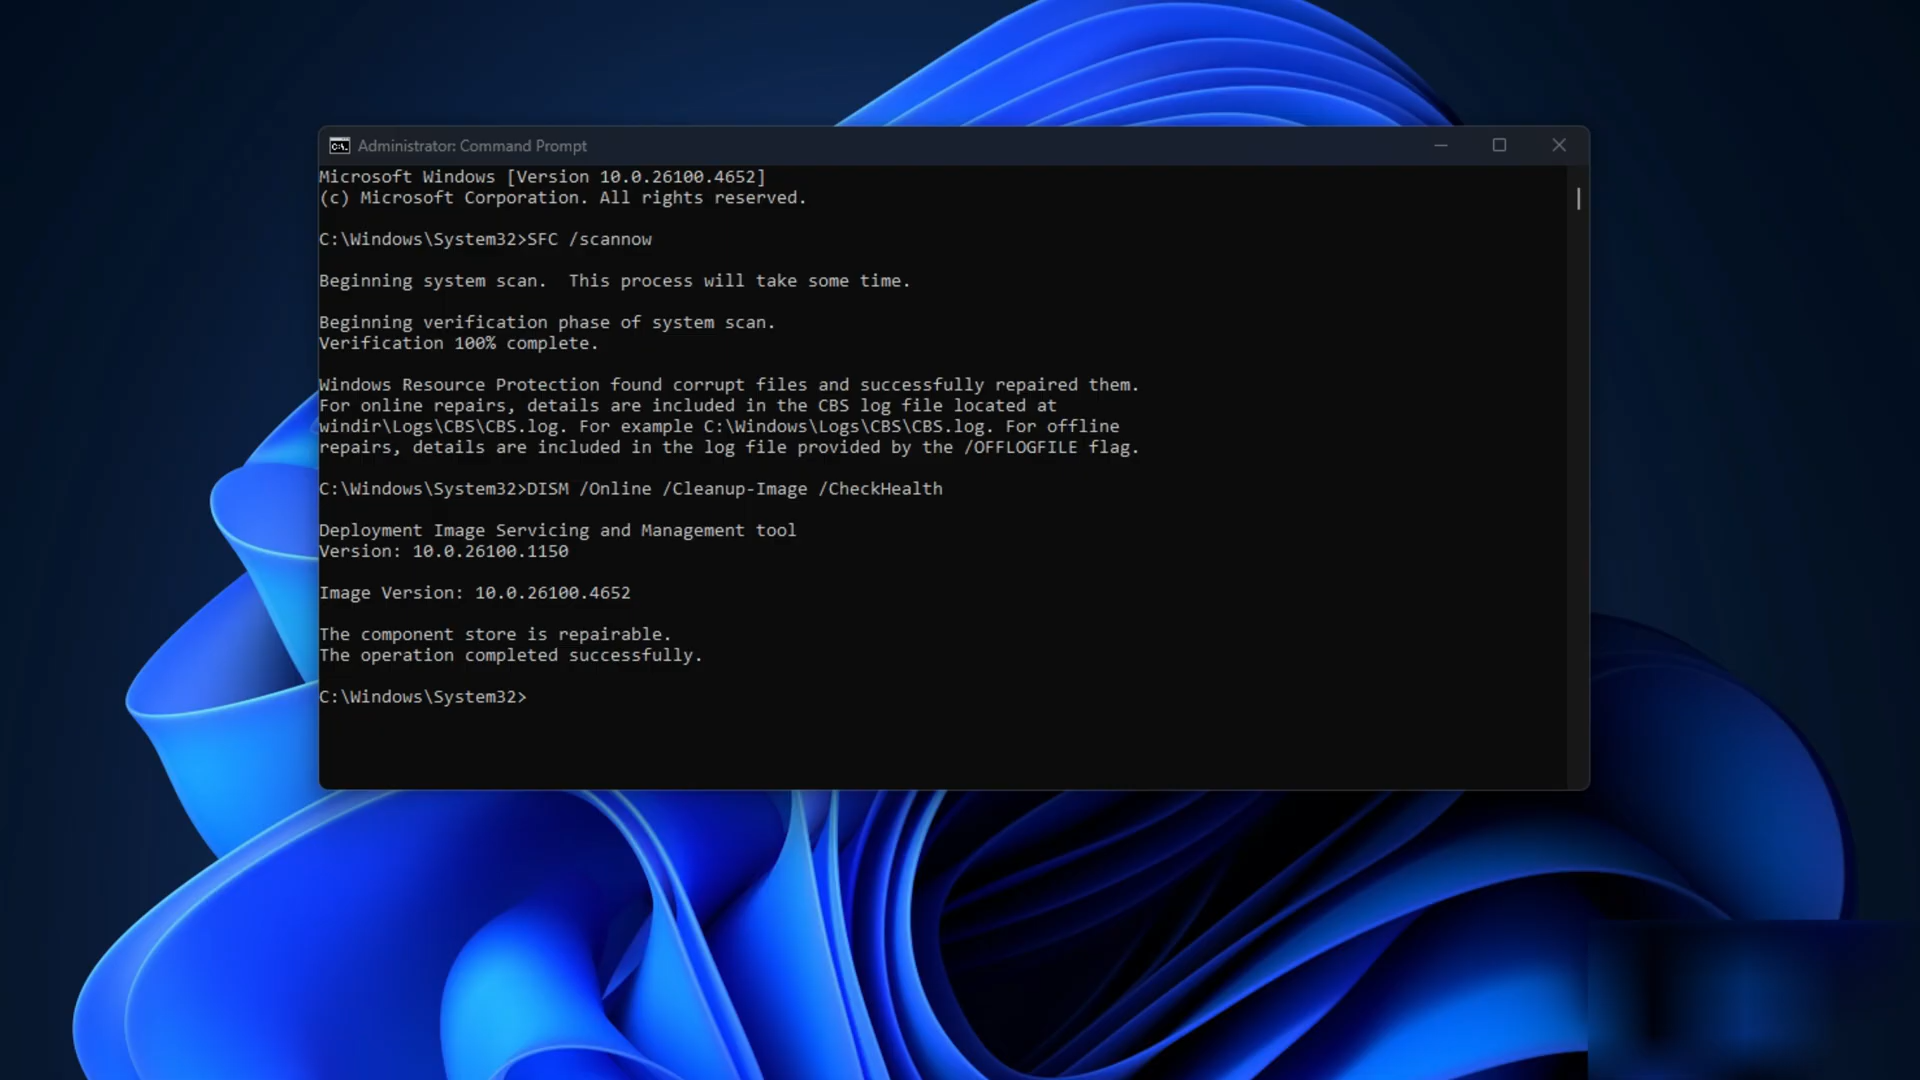 Administrator: Command Prompt
Microsoft Windows [Version 10.0.26100.4652]
(c) Microsoft Corporation. All rights reserved.
C:\Windows\System32>SFC /scannow
Beginning system scan.  This process will take some time.
Beginning verification phase of system scan.
Verification 100% complete.
Windows Resource Protection found corrupt files and successfully repaired them.
For online repairs, details are included in the CBS log file located at
windir\Logs\CBS\CBS.log. For example C:\Windows\Logs\CBS\CBS.log. For offline
repairs, details are included in the log file provided by the /OFFLOGFILE flag.
C:\Windows\System32>DISM /Online /Cleanup-Image /CheckHealth
Deployment Image Servicing and Management tool
Version: 10.0.26100.1150
Image Version: 10.0.26100.4652
The component store is repairable.
The operation completed successfully.
C:\Windows\System32>